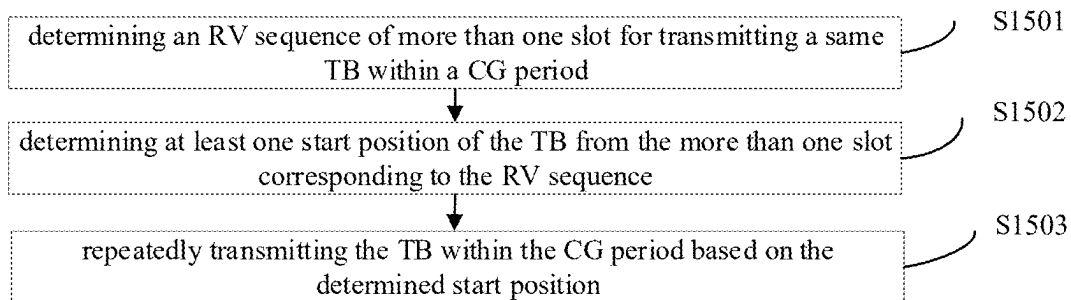 determining an RV sequence of more than one slot for transmitting a same
TB within a CG period
S1501
determining at least one start position of the TB from the more than one slot
corresponding to the RV sequence
S1502
repeatedly transmitting the TB within the CG period based on the
determined start position
S1503